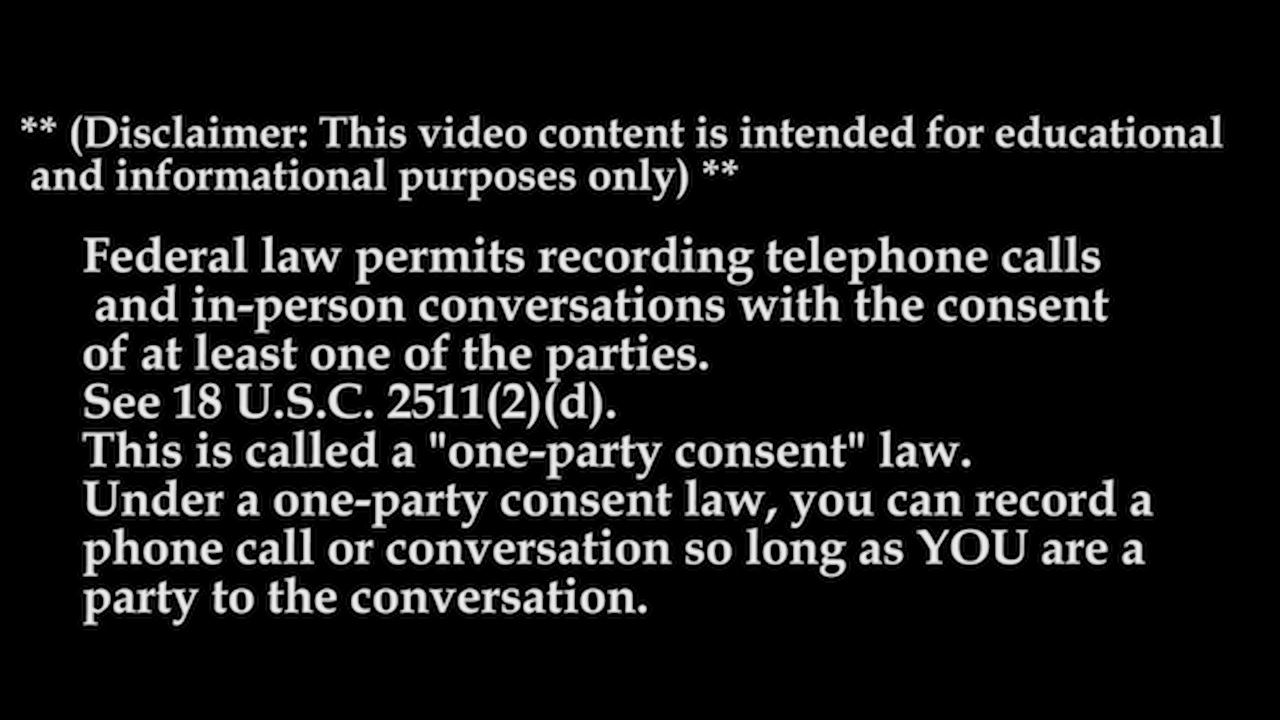 ** (Disclaimer: This video content is intended for educational
and informational purposes only) **
Federal law permits recording telephone calls
and in-person conversations with the consent
of at least one of the parties.
See 18 U.S.C. 2511(2)(d).
This is called a "one-party consent" law.
Under a one-party consent law, you can record a
phone call or conversation so long as YOU are a
party to the conversation.